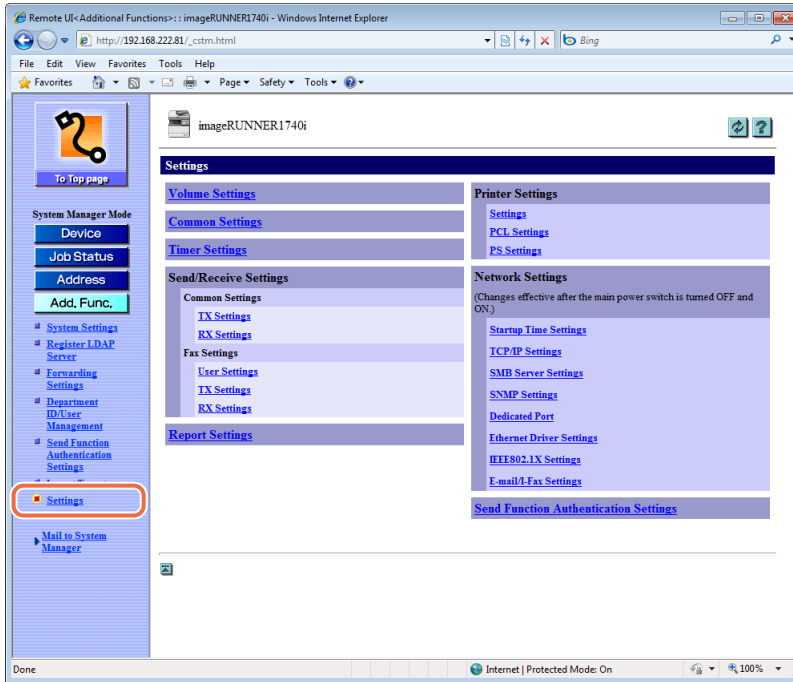 Remote UI<Additional Functions>: : imageRUNNER1740i - Windows Internet Explorer
http://192.168.222.81/_cstm.html
Bing
File Edit View Favorites Tools Help
Favorites
Page Safety Tools
imageRUNNER1740i
To Top page
Settings
System Manager Mode
Device
Job Status
Address
Add. Func.
System Settings
Register LDAP
Server
Forwarding
Settings
Department
ID/User
Management
Send Function
Authentication
Settings
Settings
Mail to System
Manager
Volume Settings
Common Settings
Timer Settings
Send/Receive Settings
Common Settings
TX Settings
RX Settings
Fax Settings
User Settings
TX Settings
RX Settings
Report Settings
Printer Settings
Settings
PCL Settings
PS Settings
Network Settings
(Changes effective after the main power switch is turned OFF and
ON.)
Startup Time Settings
TCP/IP Settings
SMB Server Settings
SNMP Settings
Dedicated Port
Ethernet Driver Settings
IEEE802.1X Settings
E-mail/I-Fax Settings
Send Function Authentication Settings
Done
Internet | Protected Mode: On
100%